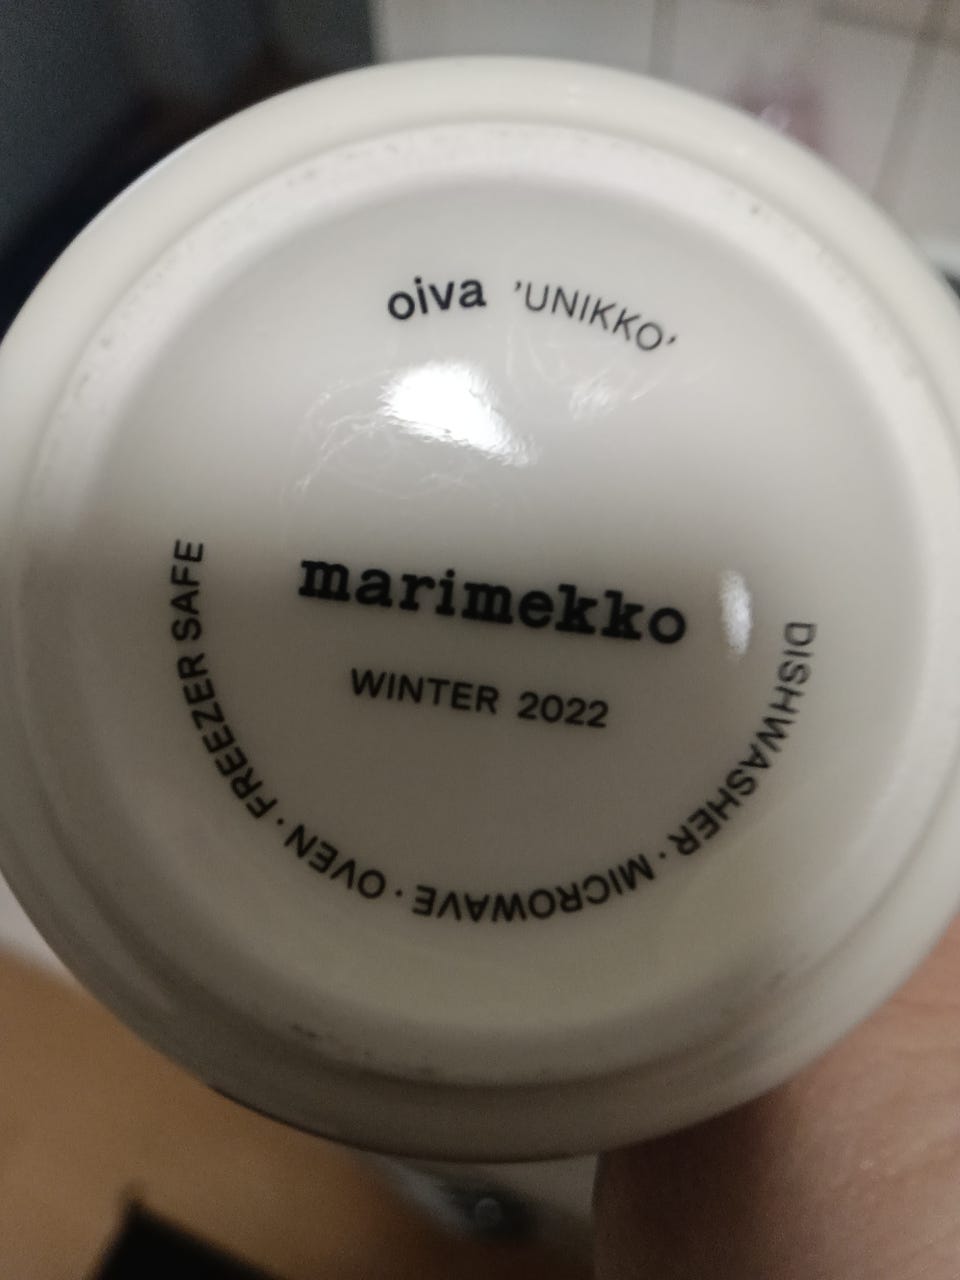 oiva 'UNIKKO'
marimekko
WINTER 2022
DISHWASHER · MICROWAVE · OVEN · FREEZER SAFE